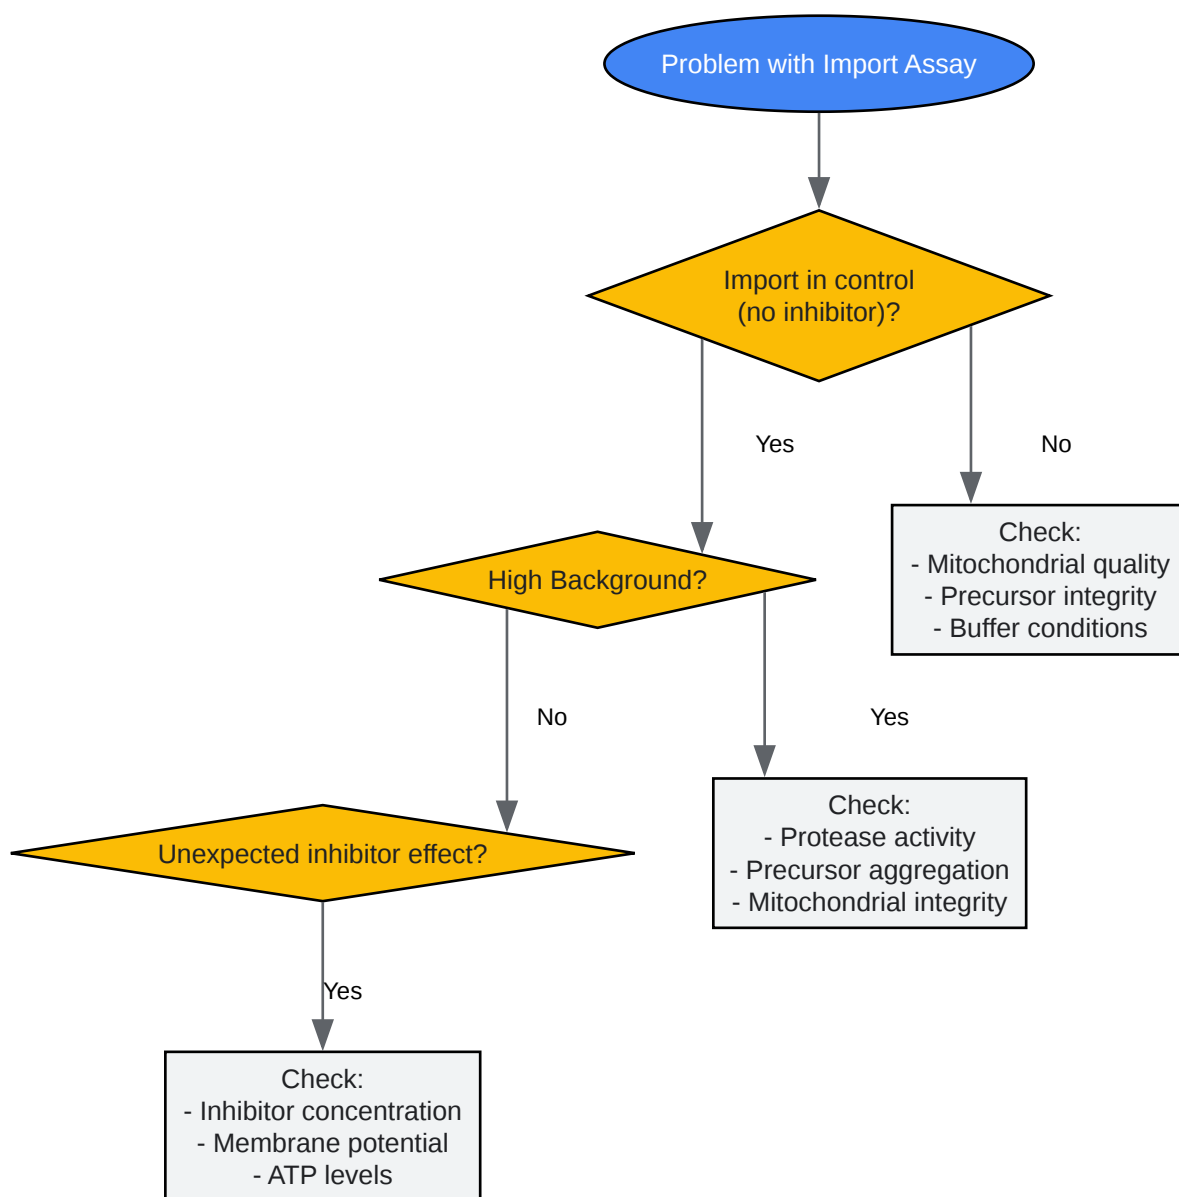 Problem with Import Assay
Import in control
(no inhibitor)?
Yes
No
Check:
- Mitochondrial quality
- Precursor integrity
- Buffer conditions
High Background?
No
Yes
Check:
- Protease activity
- Precursor aggregation
- Mitochondrial integrity
Unexpected inhibitor effect?
Yes
Check:
- Inhibitor concentration
- Membrane potential
- ATP levels